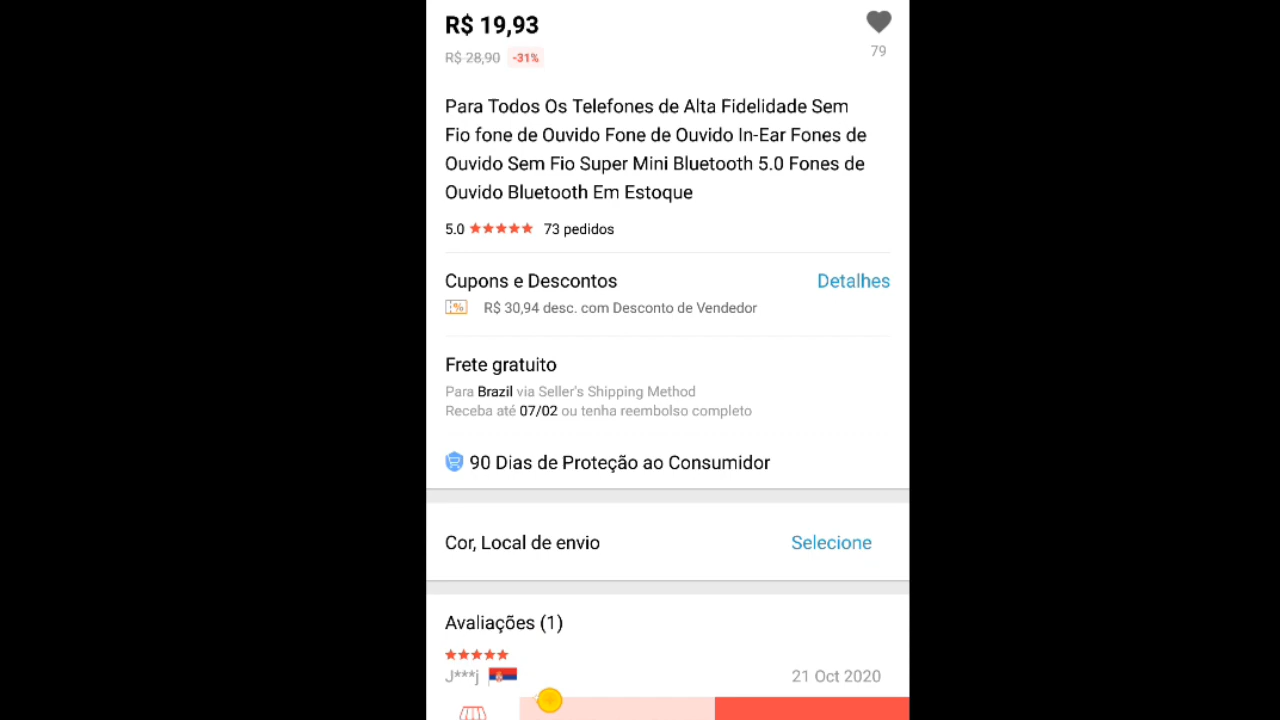 R$ 19,93
79
R$ 28,90 -31%
Para Todos Os Telefones de Alta Fidelidade Sem
Fio fone de Ouvido Fone de Ouvido In-Ear Fones de
Ouvido Sem Fio Super Mini Bluetooth 5.0 Fones de
Ouvido Bluetooth Em Estoque
5.0 73 pedidos
Cupons e Descontos Detalhes
% R$ 30,94 desc. com Desconto de Vendedor
Frete gratuito
Para Brazil via Seller's Shipping Method
Receba até 07/02 ou tenha reembolso completo
90 Dias de Proteção ao Consumidor
Cor, Local de envio Selecione
Avaliações (1)
J***j 21 Oct 2020